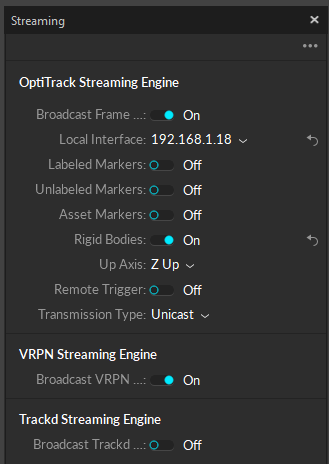 Streaming
OptiTrack Streaming Engine
Broadcast Frame ...: On
Local Interface: 192.168.1.18
Labeled Markers: Off
Unlabeled Markers: Off
Asset Markers: Off
Rigid Bodies: On
Up Axis: Z Up
Remote Trigger: Off
Transmission Type: Unicast
VRPN Streaming Engine
Broadcast VRPN ...: On
Trackd Streaming Engine
Broadcast Trackd ...: Off